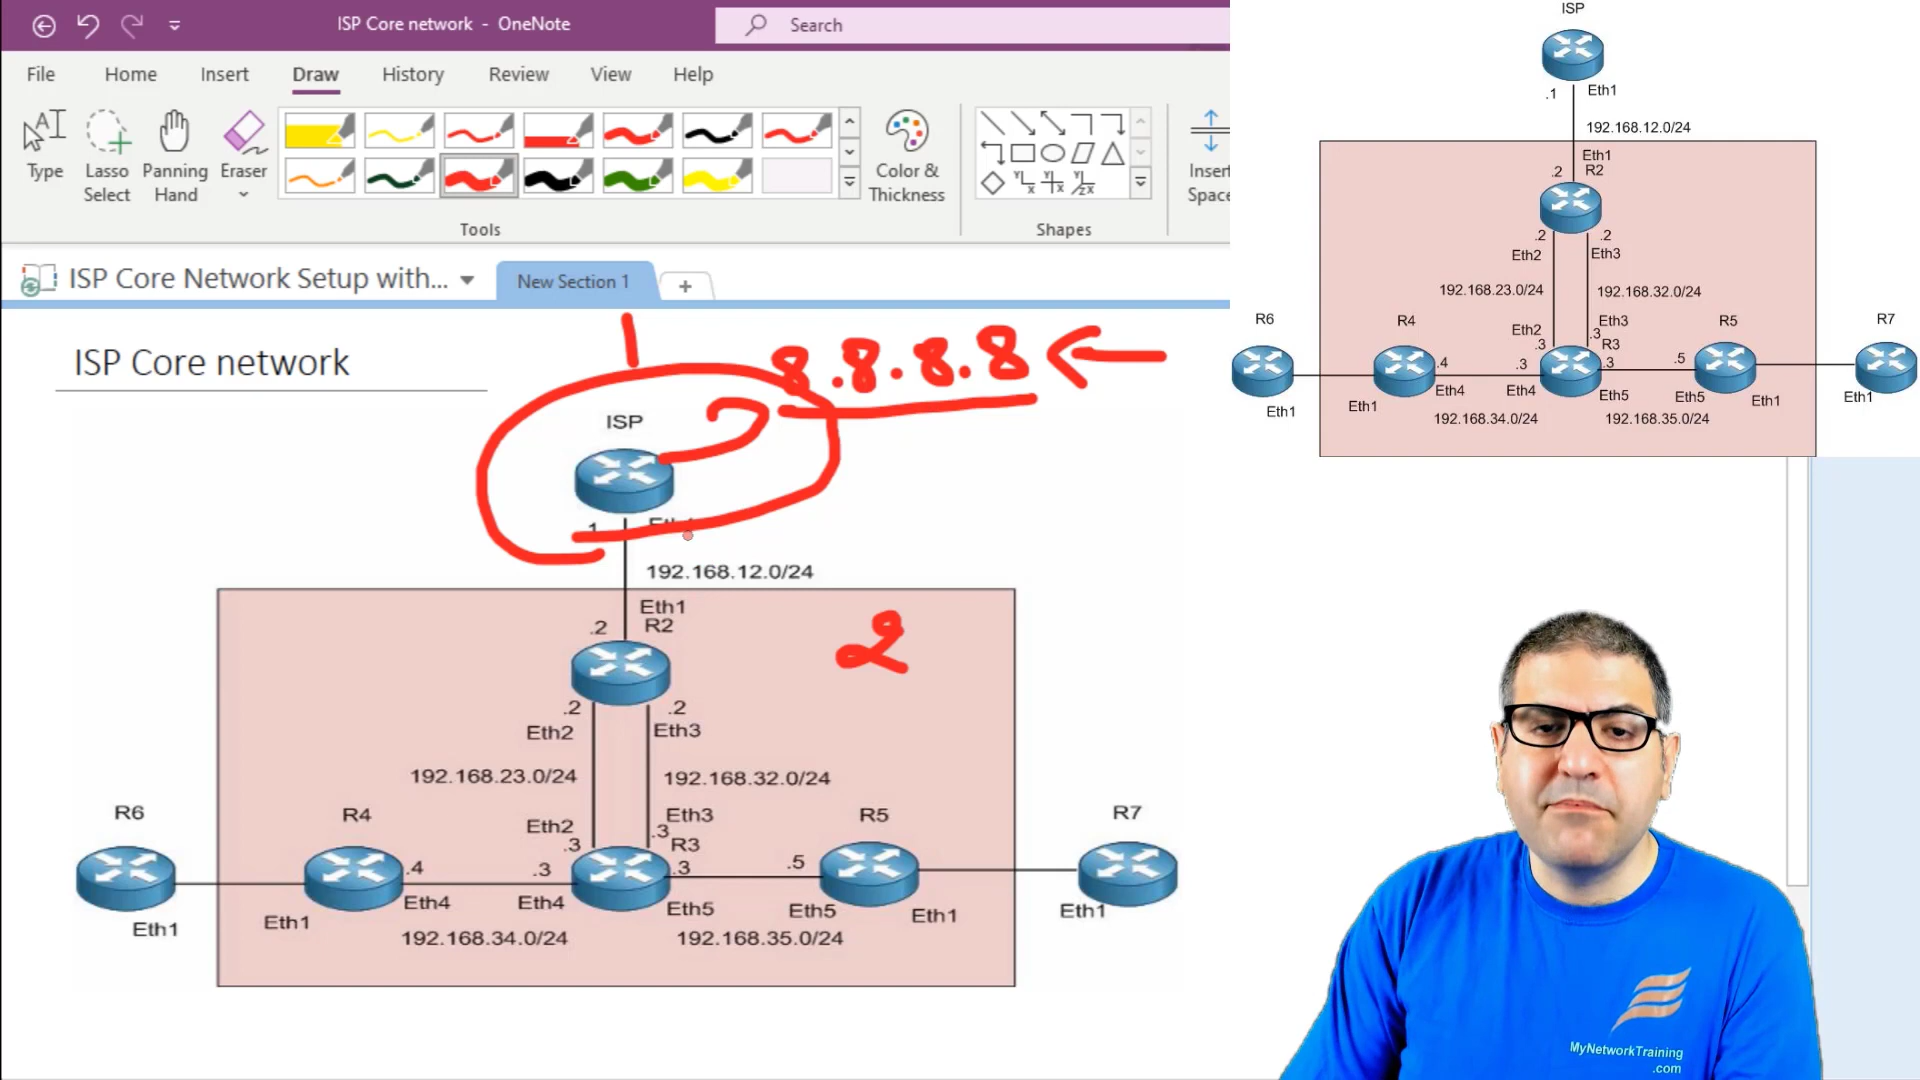 ISP Core network - OneNote
Search
File Home Insert Draw History Review View Help
Type
Lasso Select
Panning Hand
Eraser
Color & Thickness
Insert Space
Tools
Shapes
ISP Core Network Setup with...
New Section 1
ISP Core network
1
8.8.8.8
ISP
.1
192.168.12.0/24
Eth1
.2 R2
2
.2 .2
Eth2 Eth3
192.168.23.0/24 192.168.32.0/24
R6 R4 Eth2 Eth3 R5 R7
.3 .3 R3
.4 .3 .3 .5
Eth4 Eth4 Eth5 Eth5
Eth1 Eth1 Eth1 Eth1
192.168.34.0/24 192.168.35.0/24
ISP
.1 Eth1
192.168.12.0/24
Eth1
.2 R2
.2 .2
Eth2 Eth3
192.168.23.0/24 192.168.32.0/24
R6 R4 Eth2 Eth3 R5 R7
.3 .3 R3
.4 .3 .3 .5
Eth4 Eth4 Eth5 Eth5
Eth1 Eth1 Eth1 Eth1
192.168.34.0/24 192.168.35.0/24
MyNetworkTraining
.com